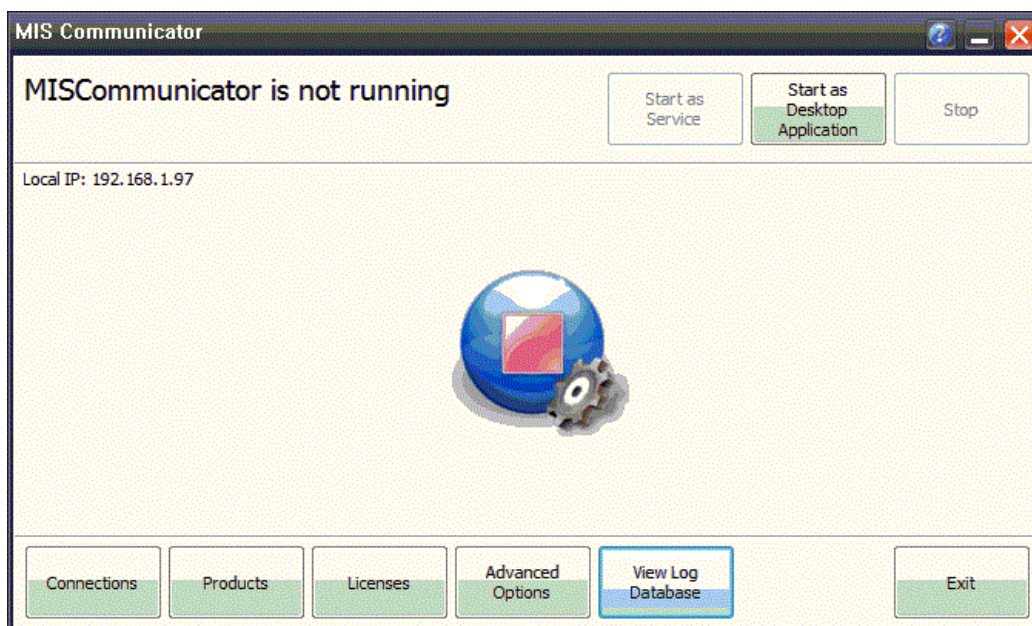 MIS Communicator
?
MISCommunicator is not running
Start as
Service
Start as
Desktop
Application
Stop
Local IP: 192.168.1.97
Connections
Products
Licenses
Advanced
Options
View Log
Database
Exit